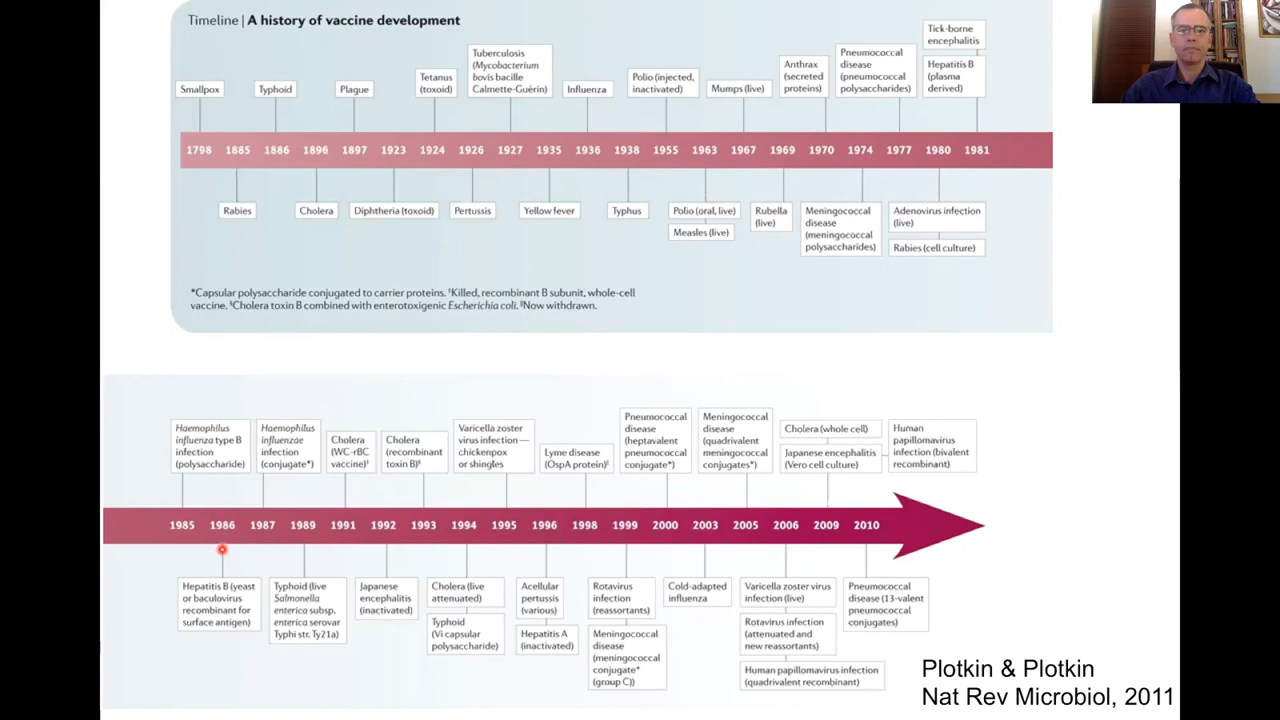 Timeline | A history of vaccine development
Smallpox
Typhoid
Plague
Tetanus
(toxoid)
Tuberculosis
(Mycobacterium
bovis bacille
Calmette-Guérin)
Influenza
Polio (injected,
inactivated)
Mumps (live)
Anthrax
(secreted
proteins)
Pneumococcal
disease
(pneumococcal
polysaccharides)
Tick-borne
encephalitis
Hepatitis B
(plasma
derived)
1798 1885 1886 1896 1897 1923 1924 1926 1927 1935 1936 1938 1955 1963 1967 1969 1970 1974 1977 1980 1981
Rabies
Cholera
Diphtheria (toxoid)
Pertussis
Yellow fever
Typhus
Polio (oral, live)
Measles (live)
Rubella
(live)
Meningococcal
disease
(meningococcal
polysaccharides)
Adenovirus infection
(live)
Rabies (cell culture)
*Capsular polysaccharide conjugated to carrier proteins. ‡Killed, recombinant B subunit, whole-cell
vaccine. §Cholera toxin B combined with enterotoxigenic Escherichia coli. ||Now withdrawn.
Haemophilus
influenza type B
infection
(polysaccharide)
Haemophilus
influenzae
infection
(conjugate*)
Cholera
(WC-rBC
vaccine)‡
Cholera
(recombinant
toxin B)§
Varicella zoster
virus infection —
chickenpox
or shingles
Lyme disease
(OspA protein)||
Pneumococcal
disease
(heptavalent
pneumococcal
conjugate*)
Meningococcal
disease
(quadrivalent
meningococcal
conjugates*)
Cholera (whole cell)
Japanese encephalitis
(Vero cell culture)
Human
papillomavirus
infection (bivalent
recombinant)
1985 1986 1987 1989 1991 1992 1993 1994 1995 1996 1998 1999 2000 2003 2005 2006 2009 2010
Hepatitis B (yeast
or baculovirus
recombinant for
surface antigen)
Typhoid (live
Salmonella
enterica subsp.
enterica serovar
Typhi str. Ty21a)
Japanese
encephalitis
(inactivated)
Cholera (live
attenuated)
Typhoid
(Vi capsular
polysaccharide)
Acellular
pertussis
(various)
Hepatitis A
(inactivated)
Rotavirus
infection
(reassortants)
Meningococcal
disease
(meningococcal
conjugate*
(group C))
Cold-adapted
influenza
Varicella zoster virus
infection (live)
Rotavirus infection
(attenuated and
new reassortants)
Human papillomavirus infection
(quadrivalent recombinant)
Pneumococcal
disease (13-valent
pneumococcal
conjugates)
Plotkin & Plotkin
Nat Rev Microbiol, 2011